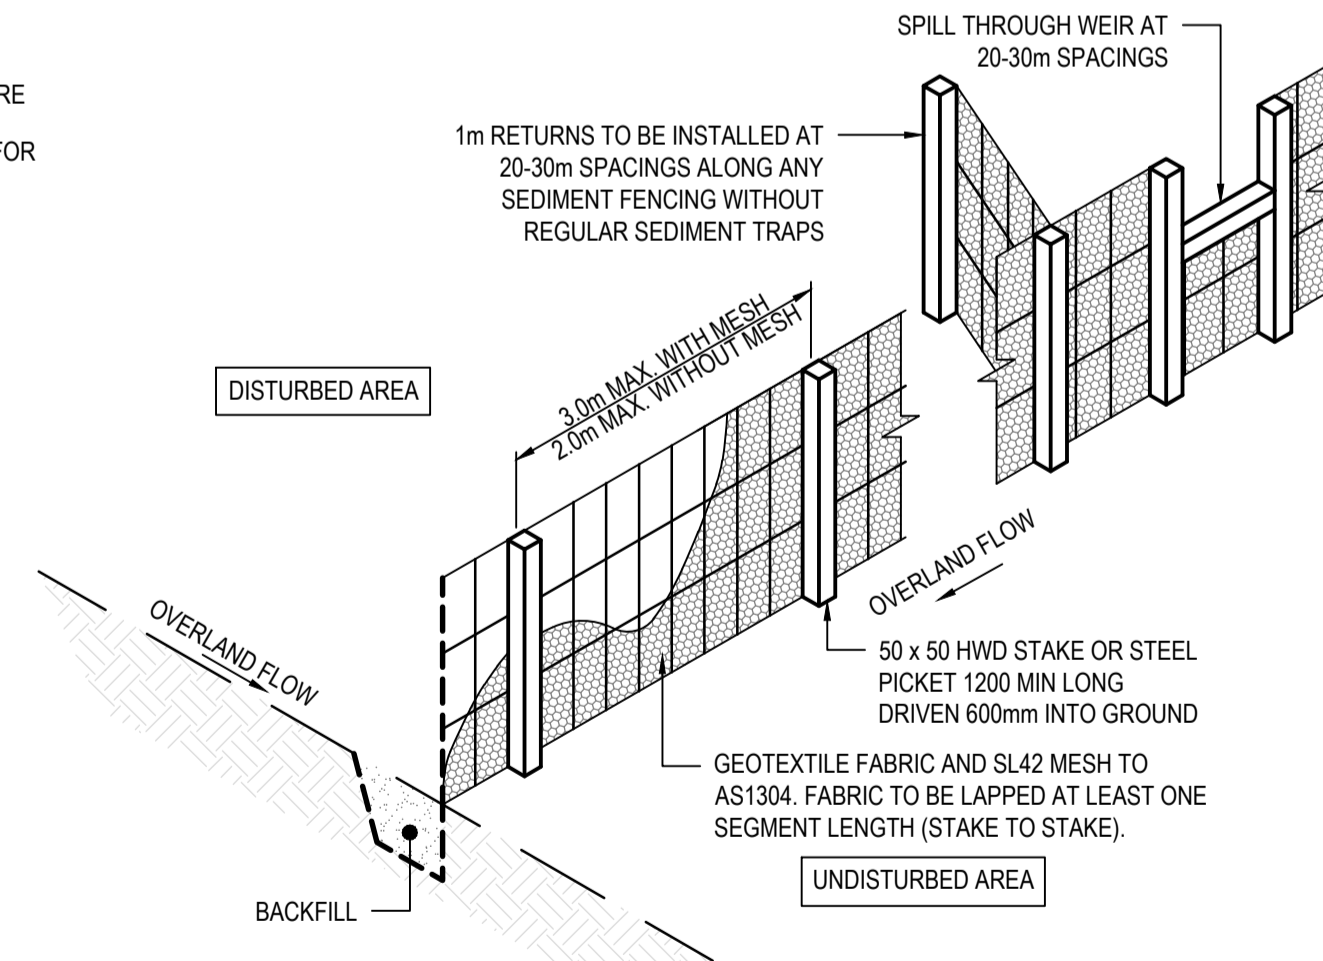 RE
FOR
SPILL THROUGH WEIR AT
20-30m SPACINGS
1m RETURNS TO BE INSTALLED AT
20-30m SPACINGS ALONG ANY
SEDIMENT FENCING WITHOUT
REGULAR SEDIMENT TRAPS
3.0m MAX. WITH MESH
2.0m MAX. WITHOUT MESH
DISTURBED AREA
OVERLAND FLOW
OVERLAND FLOW
50 x 50 HWD STAKE OR STEEL
PICKET 1200 MIN LONG
DRIVEN 600mm INTO GROUND
GEOTEXTILE FABRIC AND SL42 MESH TO
AS1304. FABRIC TO BE LAPPED AT LEAST ONE
SEGMENT LENGTH (STAKE TO STAKE).
UNDISTURBED AREA
BACKFILL